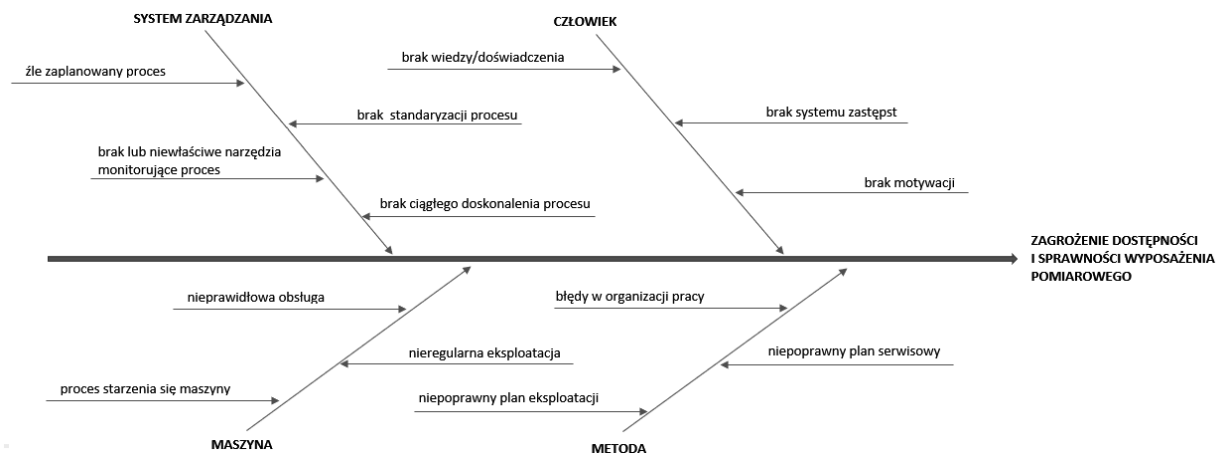 SYSTEM ZARZĄDZANIA
źle zaplanowany proces
brak standaryzacji procesu
brak lub niewłaściwe narzędzia
monitorujące proces
brak ciągłego doskonalenia procesu
CZŁOWIEK
brak wiedzy/doświadczenia
brak systemu zastępst
brak motywacji
ZAGROŻENIE DOSTĘPNOŚCI
I SPRAWNOŚCI WYPOSAŻENIA
POMIAROWEGO
nieprawidłowa obsługa
nieregularna eksploatacja
proces starzenia się maszyny
MASZYNA
błędy w organizacji pracy
niepoprawny plan serwisowy
niepoprawny plan eksploatacji
METODA